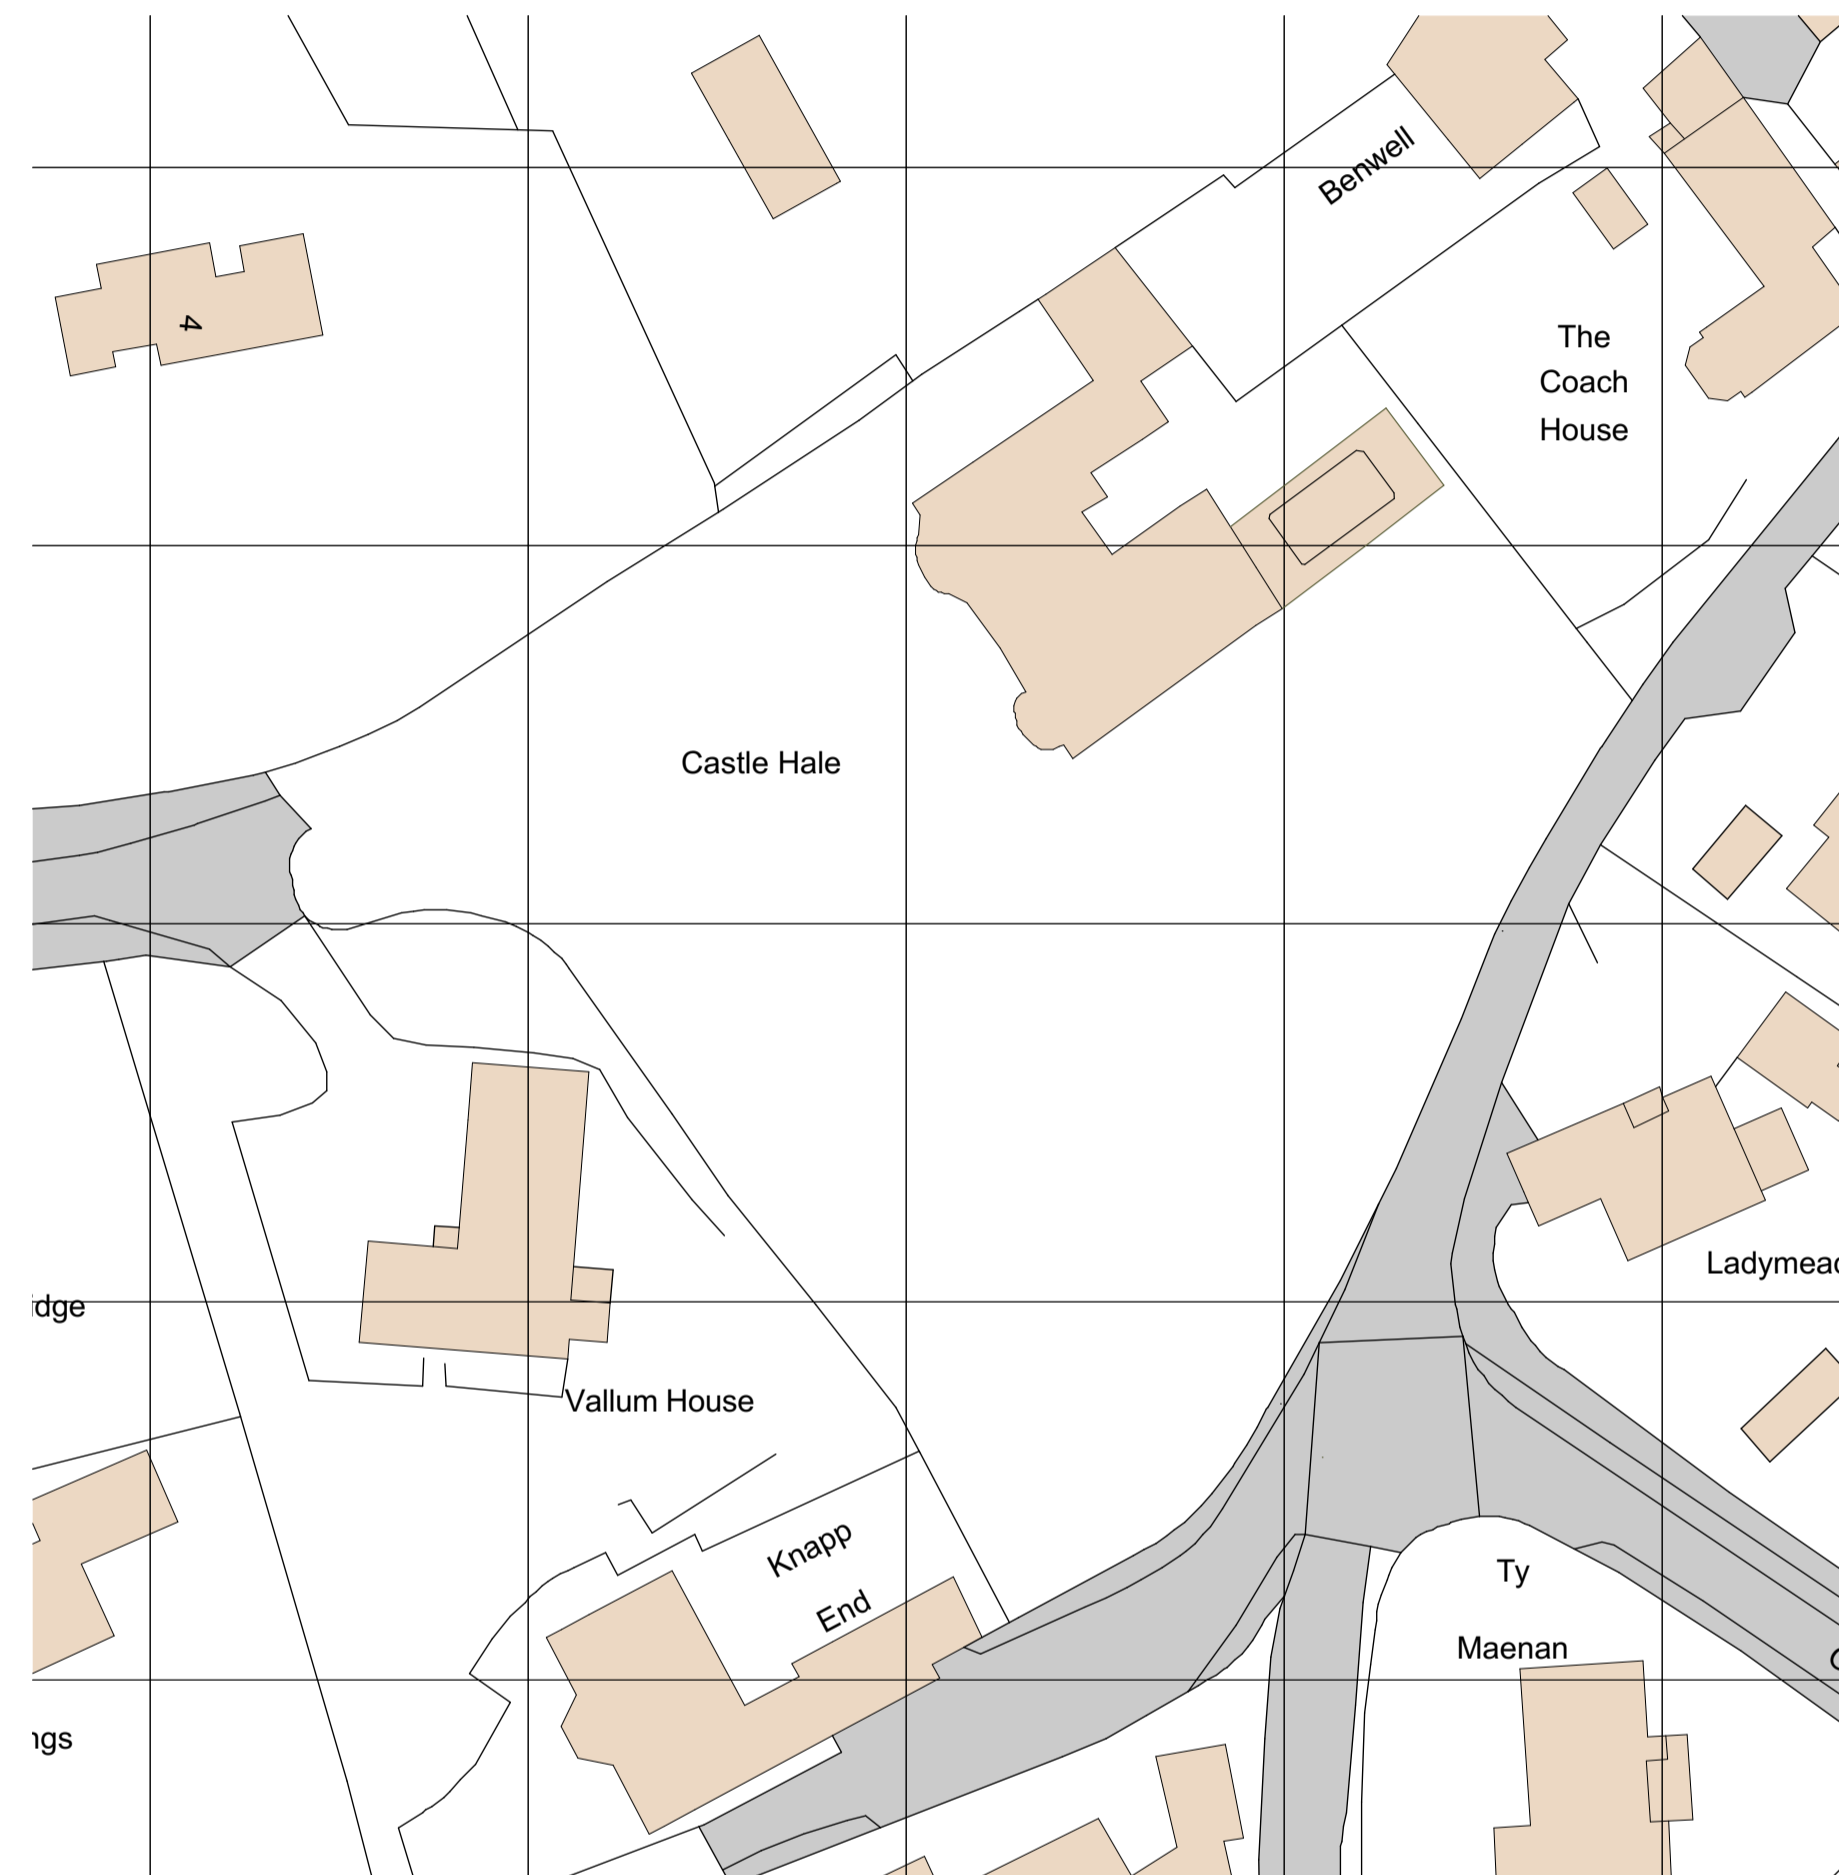 Benwell
4
The
Coach
House
Castle Hale
Ladymead
idge
Vallum House
Knapp
End
Ty
Maenan
ngs